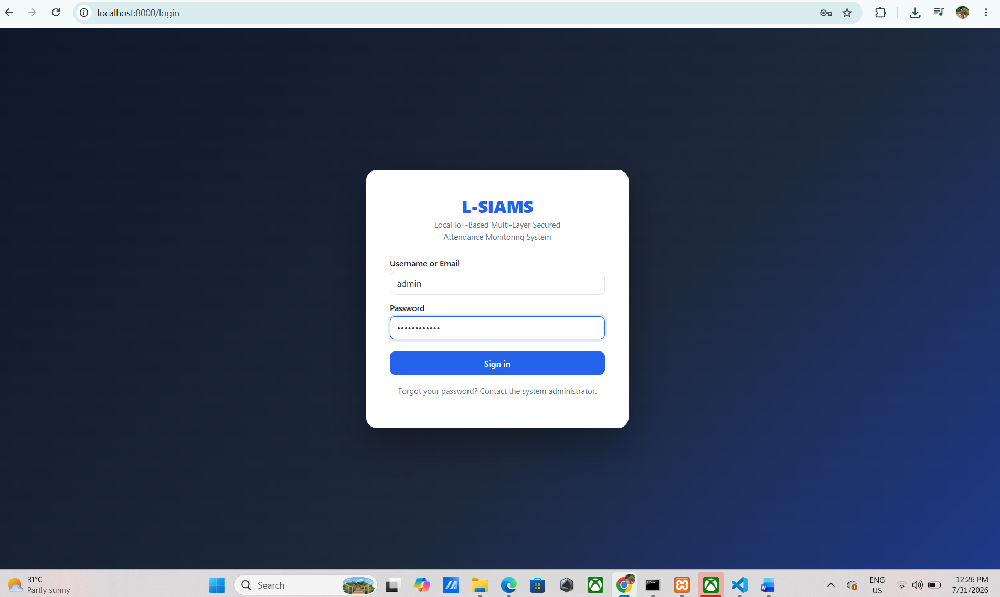 localhost:8000/login
L-SIAMS
Local IoT-Based Multi-Layer Secured
Attendance Monitoring System
Username or Email
admin
Password
••••••••••••
Sign in
Forgot your password? Contact the system administrator.
31°C
Partly sunny
Search
ENG
US
12:26 PM
7/31/2026